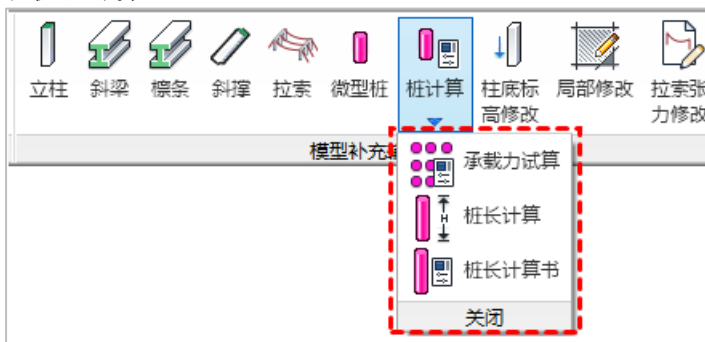 立柱 斜梁 檩条 斜撑 拉索 微型桩 桩计算 柱底标高修改 局部修改 拉索张力修改
模型补充
承载力试算
桩长计算
桩长计算书
关闭